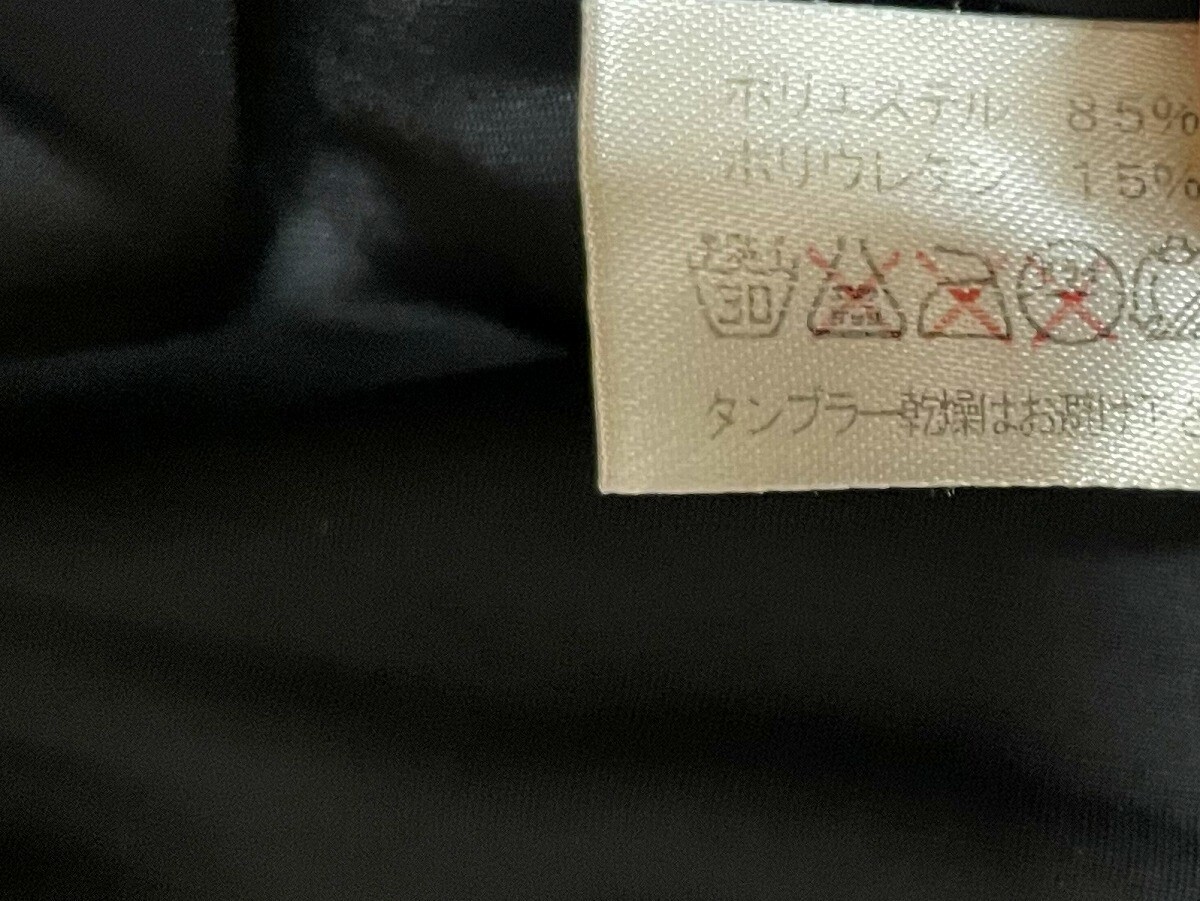 ポリエステル 85%
ポリウレタン 15%
30
タンブラー乾燥はお避け下